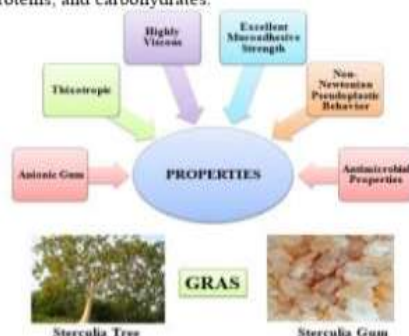 proteins, and carbohydrates.
Highly
Viscous
Excellent
Mucoadhesive
Strength
Thixotropic
Non-
Newtonian
Pseudoplastic
Behavior
Anionic Gum
PROPERTIES
Antimicrobial
Properties
GRAS
Sterculia Tree
Sterculia Gum